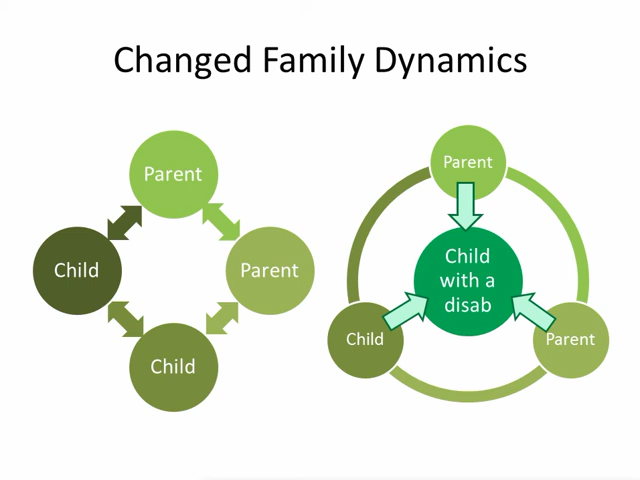 Changed Family Dynamics
Parent
Child
Parent
Child
Parent
Child
with a
disab
Child
Parent